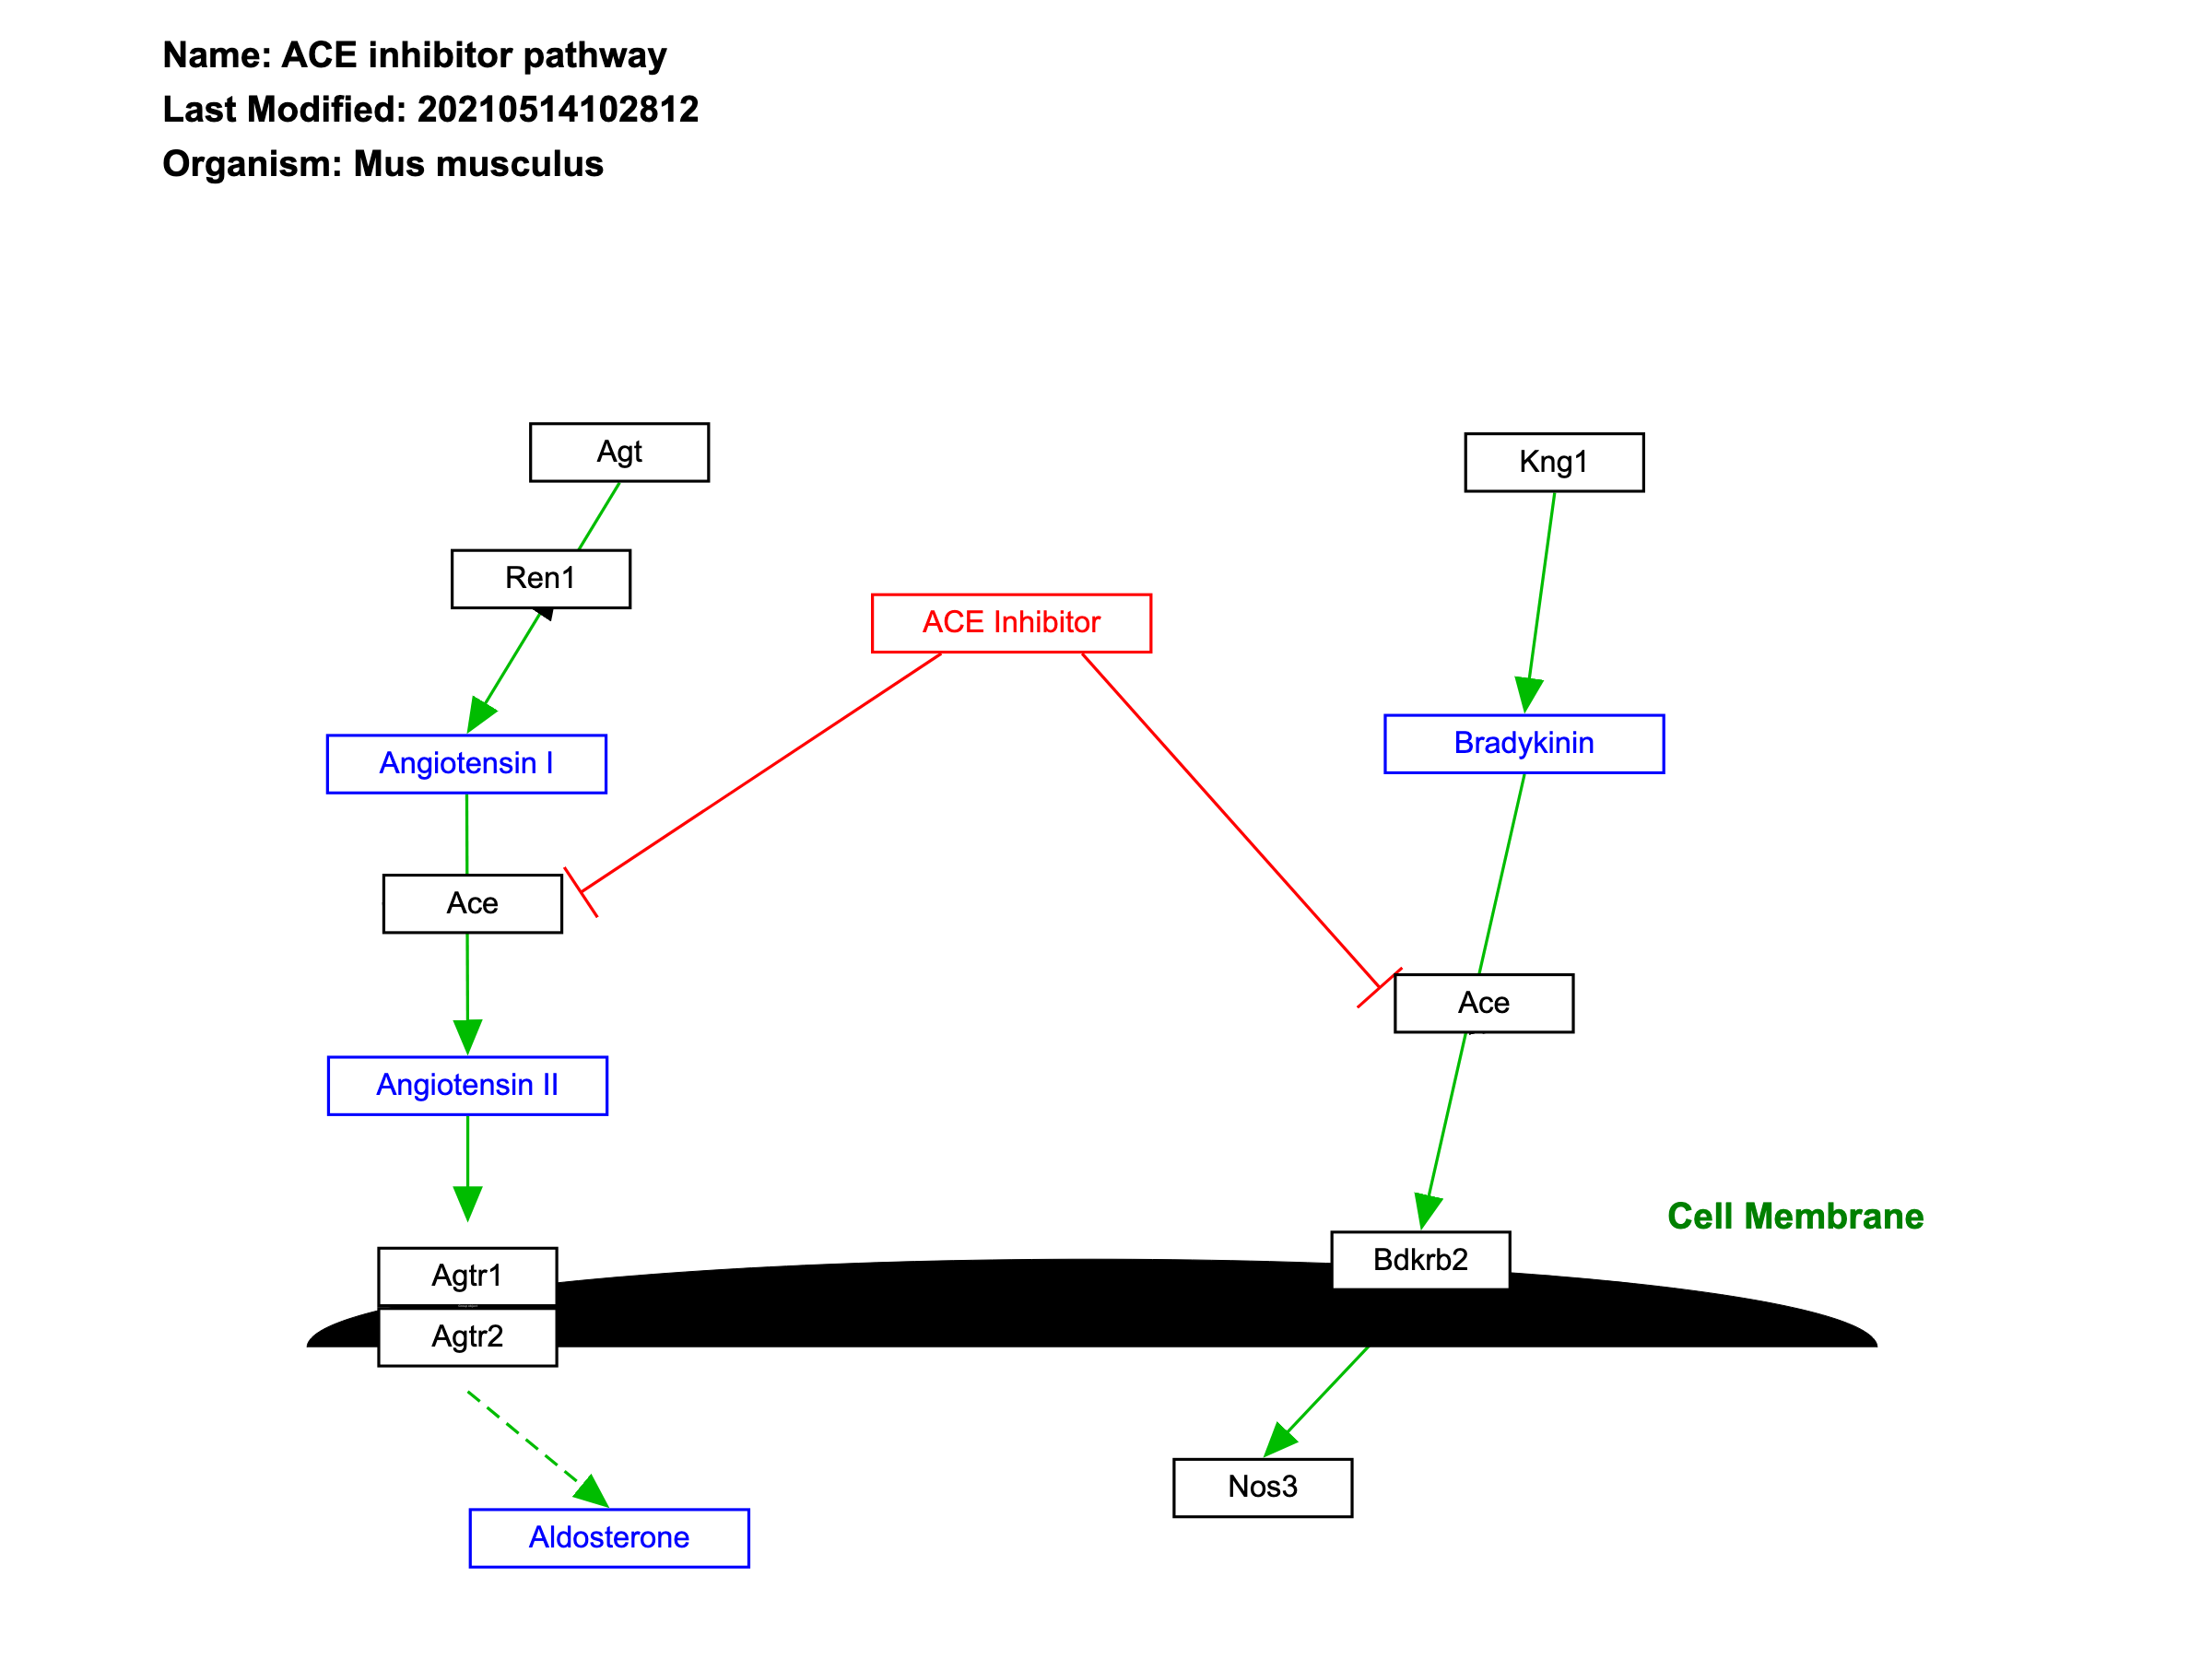 Name: ACE inhibitor pathway
Last Modified: 20210514102812
Organism: Mus musculus
Agt
Kng1
Ren1
ACE Inhibitor
Bradykinin
Angiotensin I
Ace
Ace
Angiotensin II
Cell Membrane
Bdkrb2
Agtr1
Agtr2
Nos3
Aldosterone